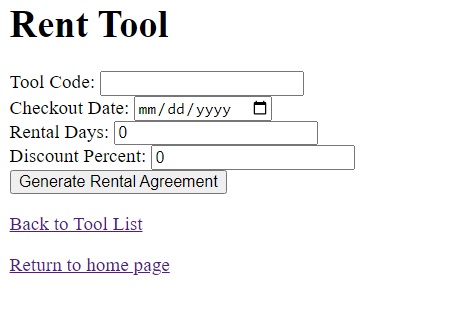 Rent Tool
Tool Code:
Checkout Date: mm/dd/yyyy
Rental Days: 0
Discount Percent: 0
Generate Rental Agreement
Back to Tool List
Return to home page